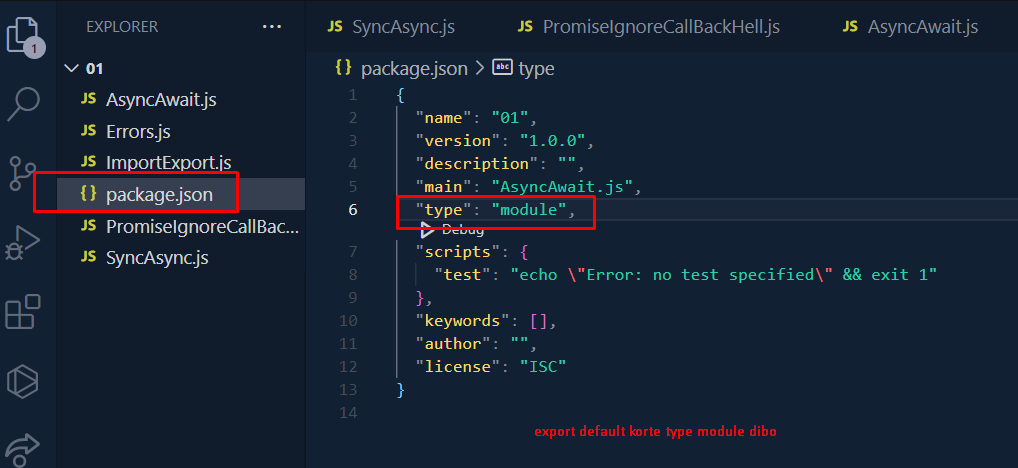 EXPLORER ···
JS SyncAsync.js JS PromiseIgnoreCallBackHell.js JS AsyncAwait.js
1
01
JS AsyncAwait.js
JS Errors.js
JS ImportExport.js
{ } package.json
JS PromiseIgnoreCallBac...
JS SyncAsync.js
{ } package.json > abc type
1 {
2 "name": "01",
3 "version": "1.0.0",
4 "description": "",
5 "main": "AsyncAwait.js",
6 "type": "module",
Debug
7 "scripts": {
8 "test": "echo \"Error: no test specified\" && exit 1"
9 },
10 "keywords": [],
11 "author": "",
12 "license": "ISC"
13 }
14
export default korte type module dibo